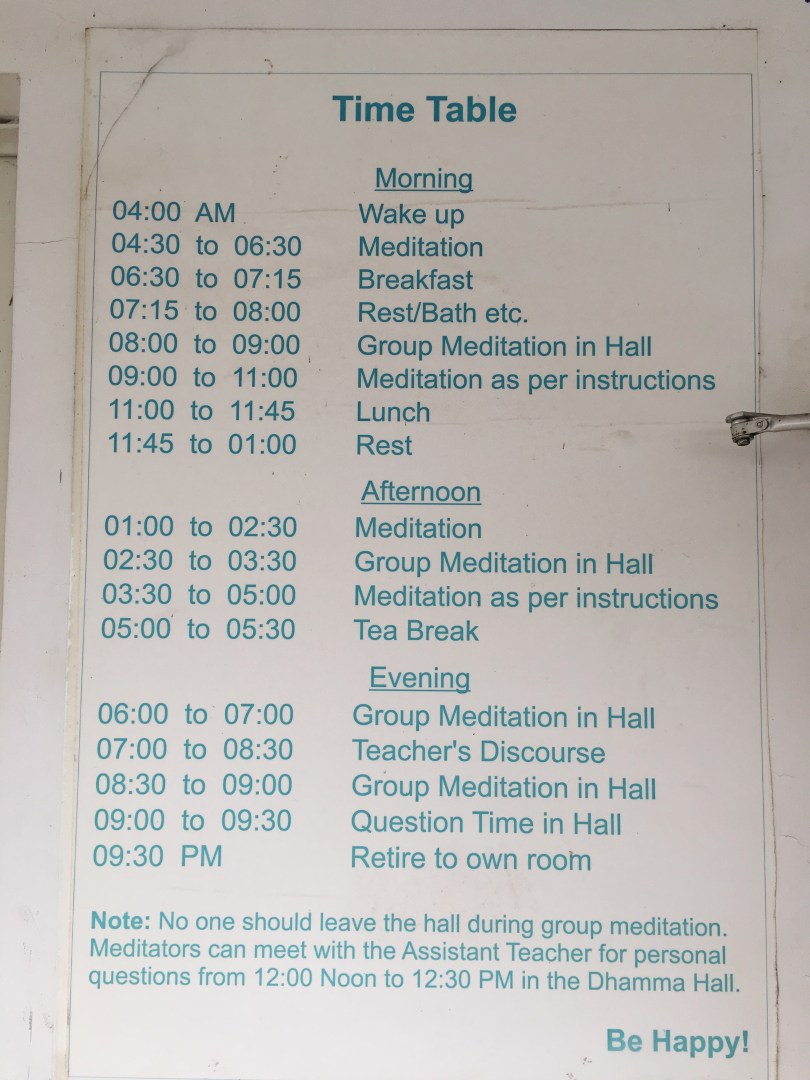 Time Table
Morning
04:00 AM Wake up
04:30 to 06:30 Meditation
06:30 to 07:15 Breakfast
07:15 to 08:00 Rest/Bath etc.
08:00 to 09:00 Group Meditation in Hall
09:00 to 11:00 Meditation as per instructions
11:00 to 11:45 Lunch
11:45 to 01:00 Rest
Afternoon
01:00 to 02:30 Meditation
02:30 to 03:30 Group Meditation in Hall
03:30 to 05:00 Meditation as per instructions
05:00 to 05:30 Tea Break
Evening
06:00 to 07:00 Group Meditation in Hall
07:00 to 08:30 Teacher's Discourse
08:30 to 09:00 Group Meditation in Hall
09:00 to 09:30 Question Time in Hall
09:30 PM Retire to own room
Note: No one should leave the hall during group meditation.
Meditators can meet with the Assistant Teacher for personal
questions from 12:00 Noon to 12:30 PM in the Dhamma Hall.
Be Happy!